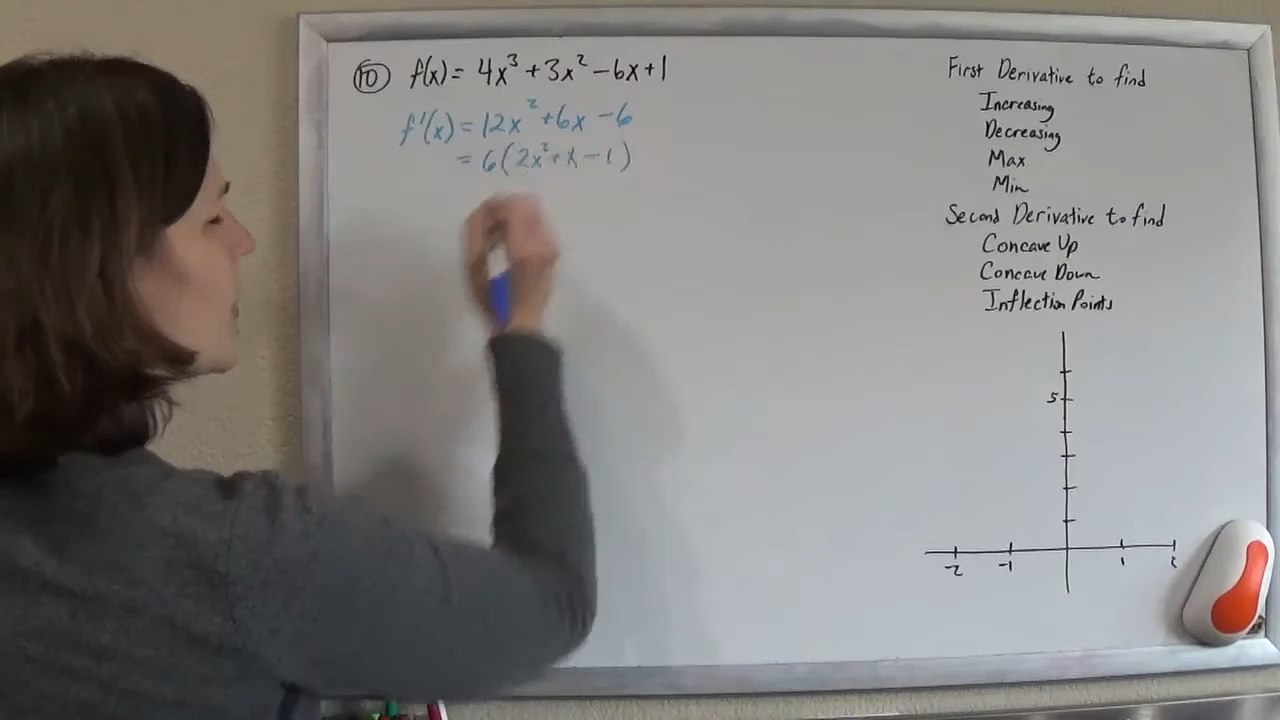 ⑩ f(x) = 4x³ + 3x² − 6x + 1
f'(x) = 12x² + 6x − 6
= 6(2x² + x − 1)
First Derivative to find
Increasing
Decreasing
Max
Min
Second Derivative to find
Concave Up
Concave Down
Inflection Points
5
-2 -1 1 2